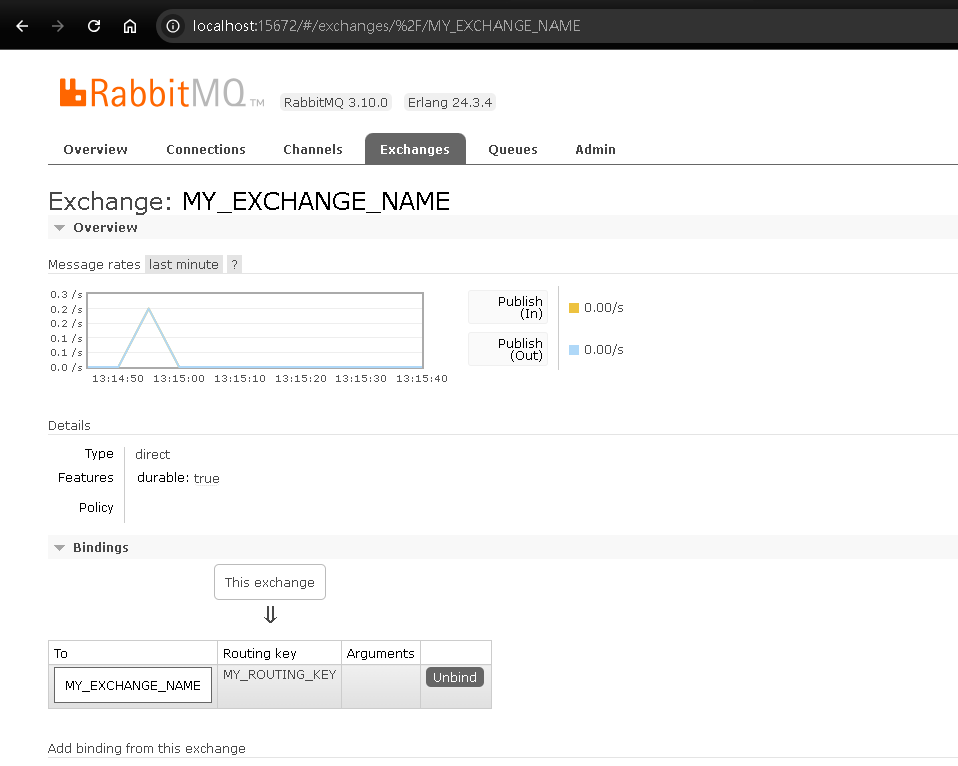 localhost:15672/#/exchanges/%2F/MY_EXCHANGE_NAME
RabbitMQ TM RabbitMQ 3.10.0 Erlang 24.3.4
Overview Connections Channels Exchanges Queues Admin
Exchange: MY_EXCHANGE_NAME
Overview
Message rates last minute ?
0.3 /s
0.2 /s
0.2 /s
0.1 /s
0.1 /s
0.0 /s
13:14:50 13:15:00 13:15:10 13:15:20 13:15:30 13:15:40
Publish
(In)
0.00/s
Publish
(Out)
0.00/s
Details
Type direct
Features durable: true
Policy
Bindings
This exchange
⇓
To Routing key Arguments
MY_EXCHANGE_NAME MY_ROUTING_KEY Unbind
Add binding from this exchange